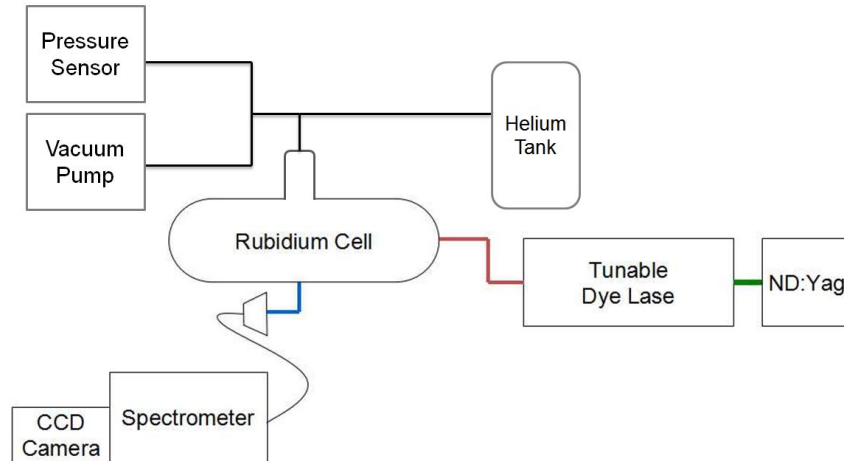 Pressure
Sensor
Vacuum
Pump
Helium
Tank
Rubidium Cell
Tunable
Dye Lase
ND:Yag
Spectrometer
CCD
Camera